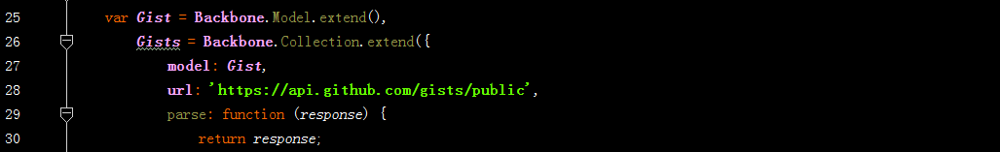 25 var Gist = Backbone.Model.extend(),
26 Gists = Backbone.Collection.extend({
27 model: Gist,
28 url: 'https://api.github.com/gists/public',
29 parse: function (response) {
30 return response;